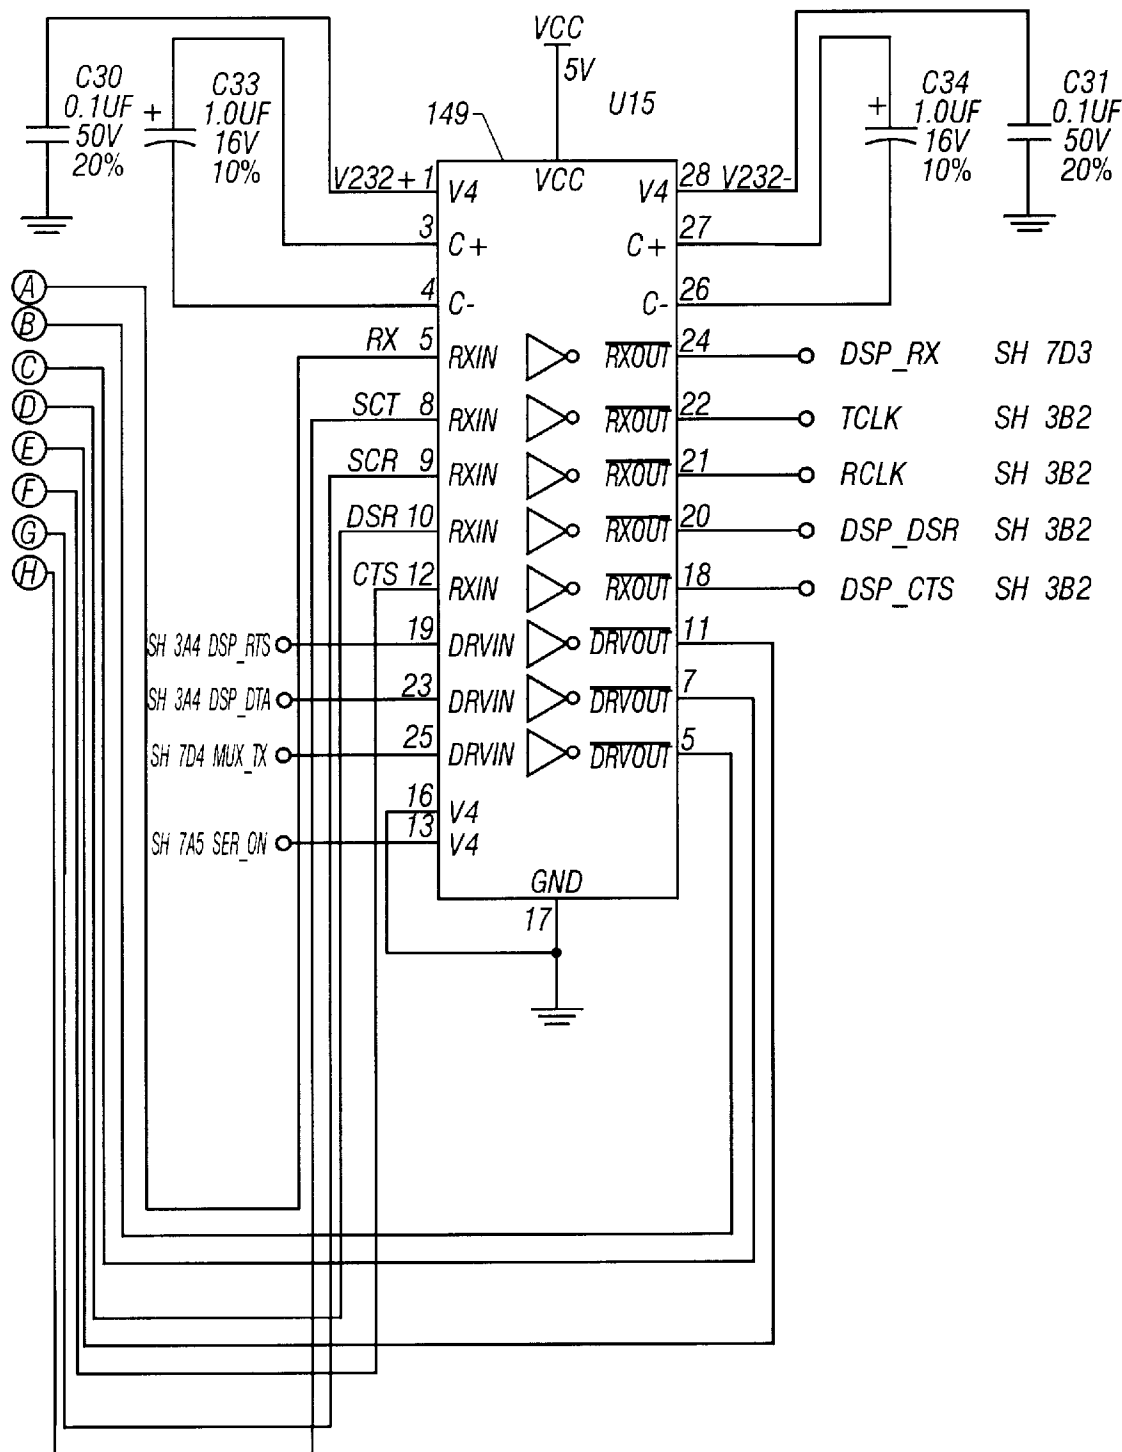 VCC
5V
U15
149
C30
0.1UF
50V
20%
+
C33
1.0UF
16V
10%
+
C34
1.0UF
16V
10%
C31
0.1UF
50V
20%
V232+ 1 V4 VCC V4 28 V232-
3 C+ C+ 27
4 C- C- 26
A
B
C
D
E
F
G
H
RX 5 RXIN RXOUT 24 DSP_RX SH 7D3
SCT 8 RXIN RXOUT 22 TCLK SH 3B2
SCR 9 RXIN RXOUT 21 RCLK SH 3B2
DSR 10 RXIN RXOUT 20 DSP_DSR SH 3B2
CTS 12 RXIN RXOUT 18 DSP_CTS SH 3B2
SH 3A4 DSP_RTS 19 DRVIN DRVOUT 11
SH 3A4 DSP_DTA 23 DRVIN DRVOUT 7
SH 7D4 MUX_TX 25 DRVIN DRVOUT 5
16 V4
SH 7A5 SER_ON 13 V4
GND
17